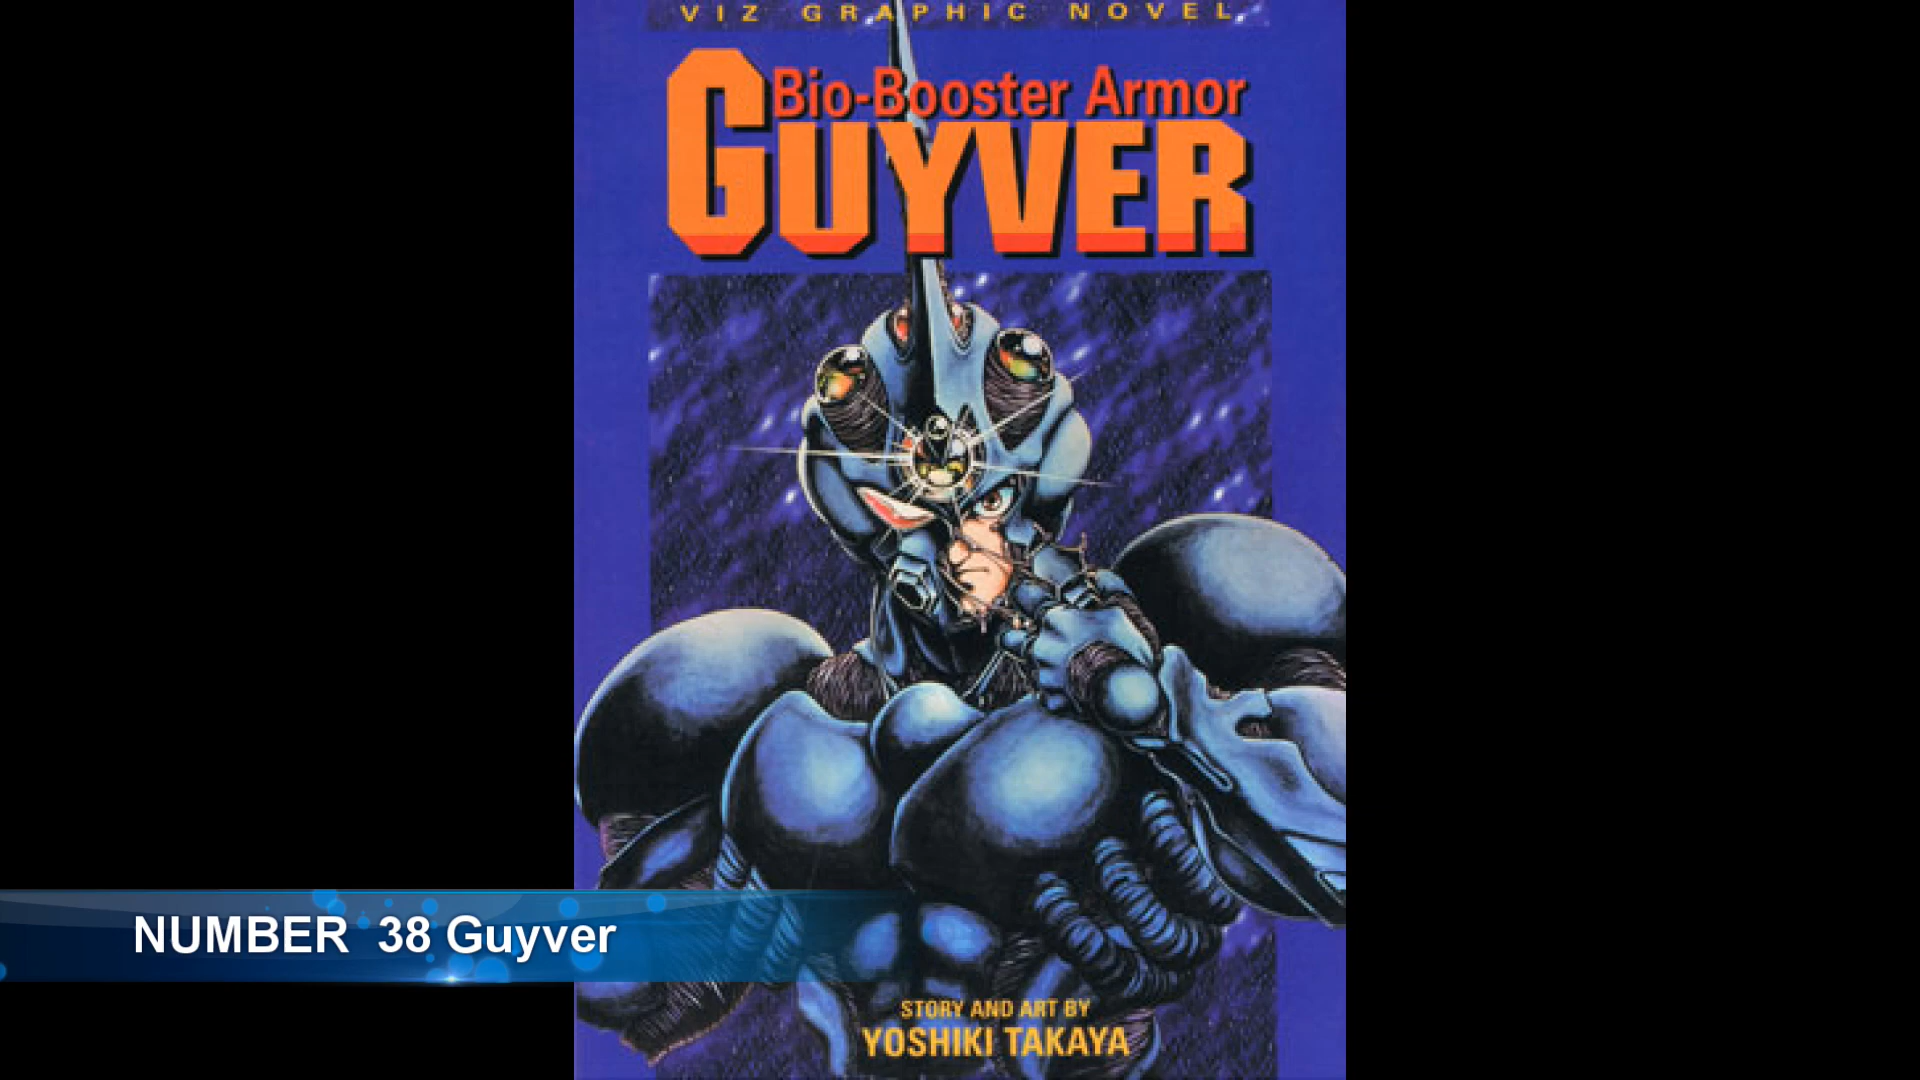 VIZ GRAPHIC NOVEL
Bio-Booster Armor
GUYVER
NUMBER 38 Guyver
STORY AND ART BY
YOSHIKI TAKAYA